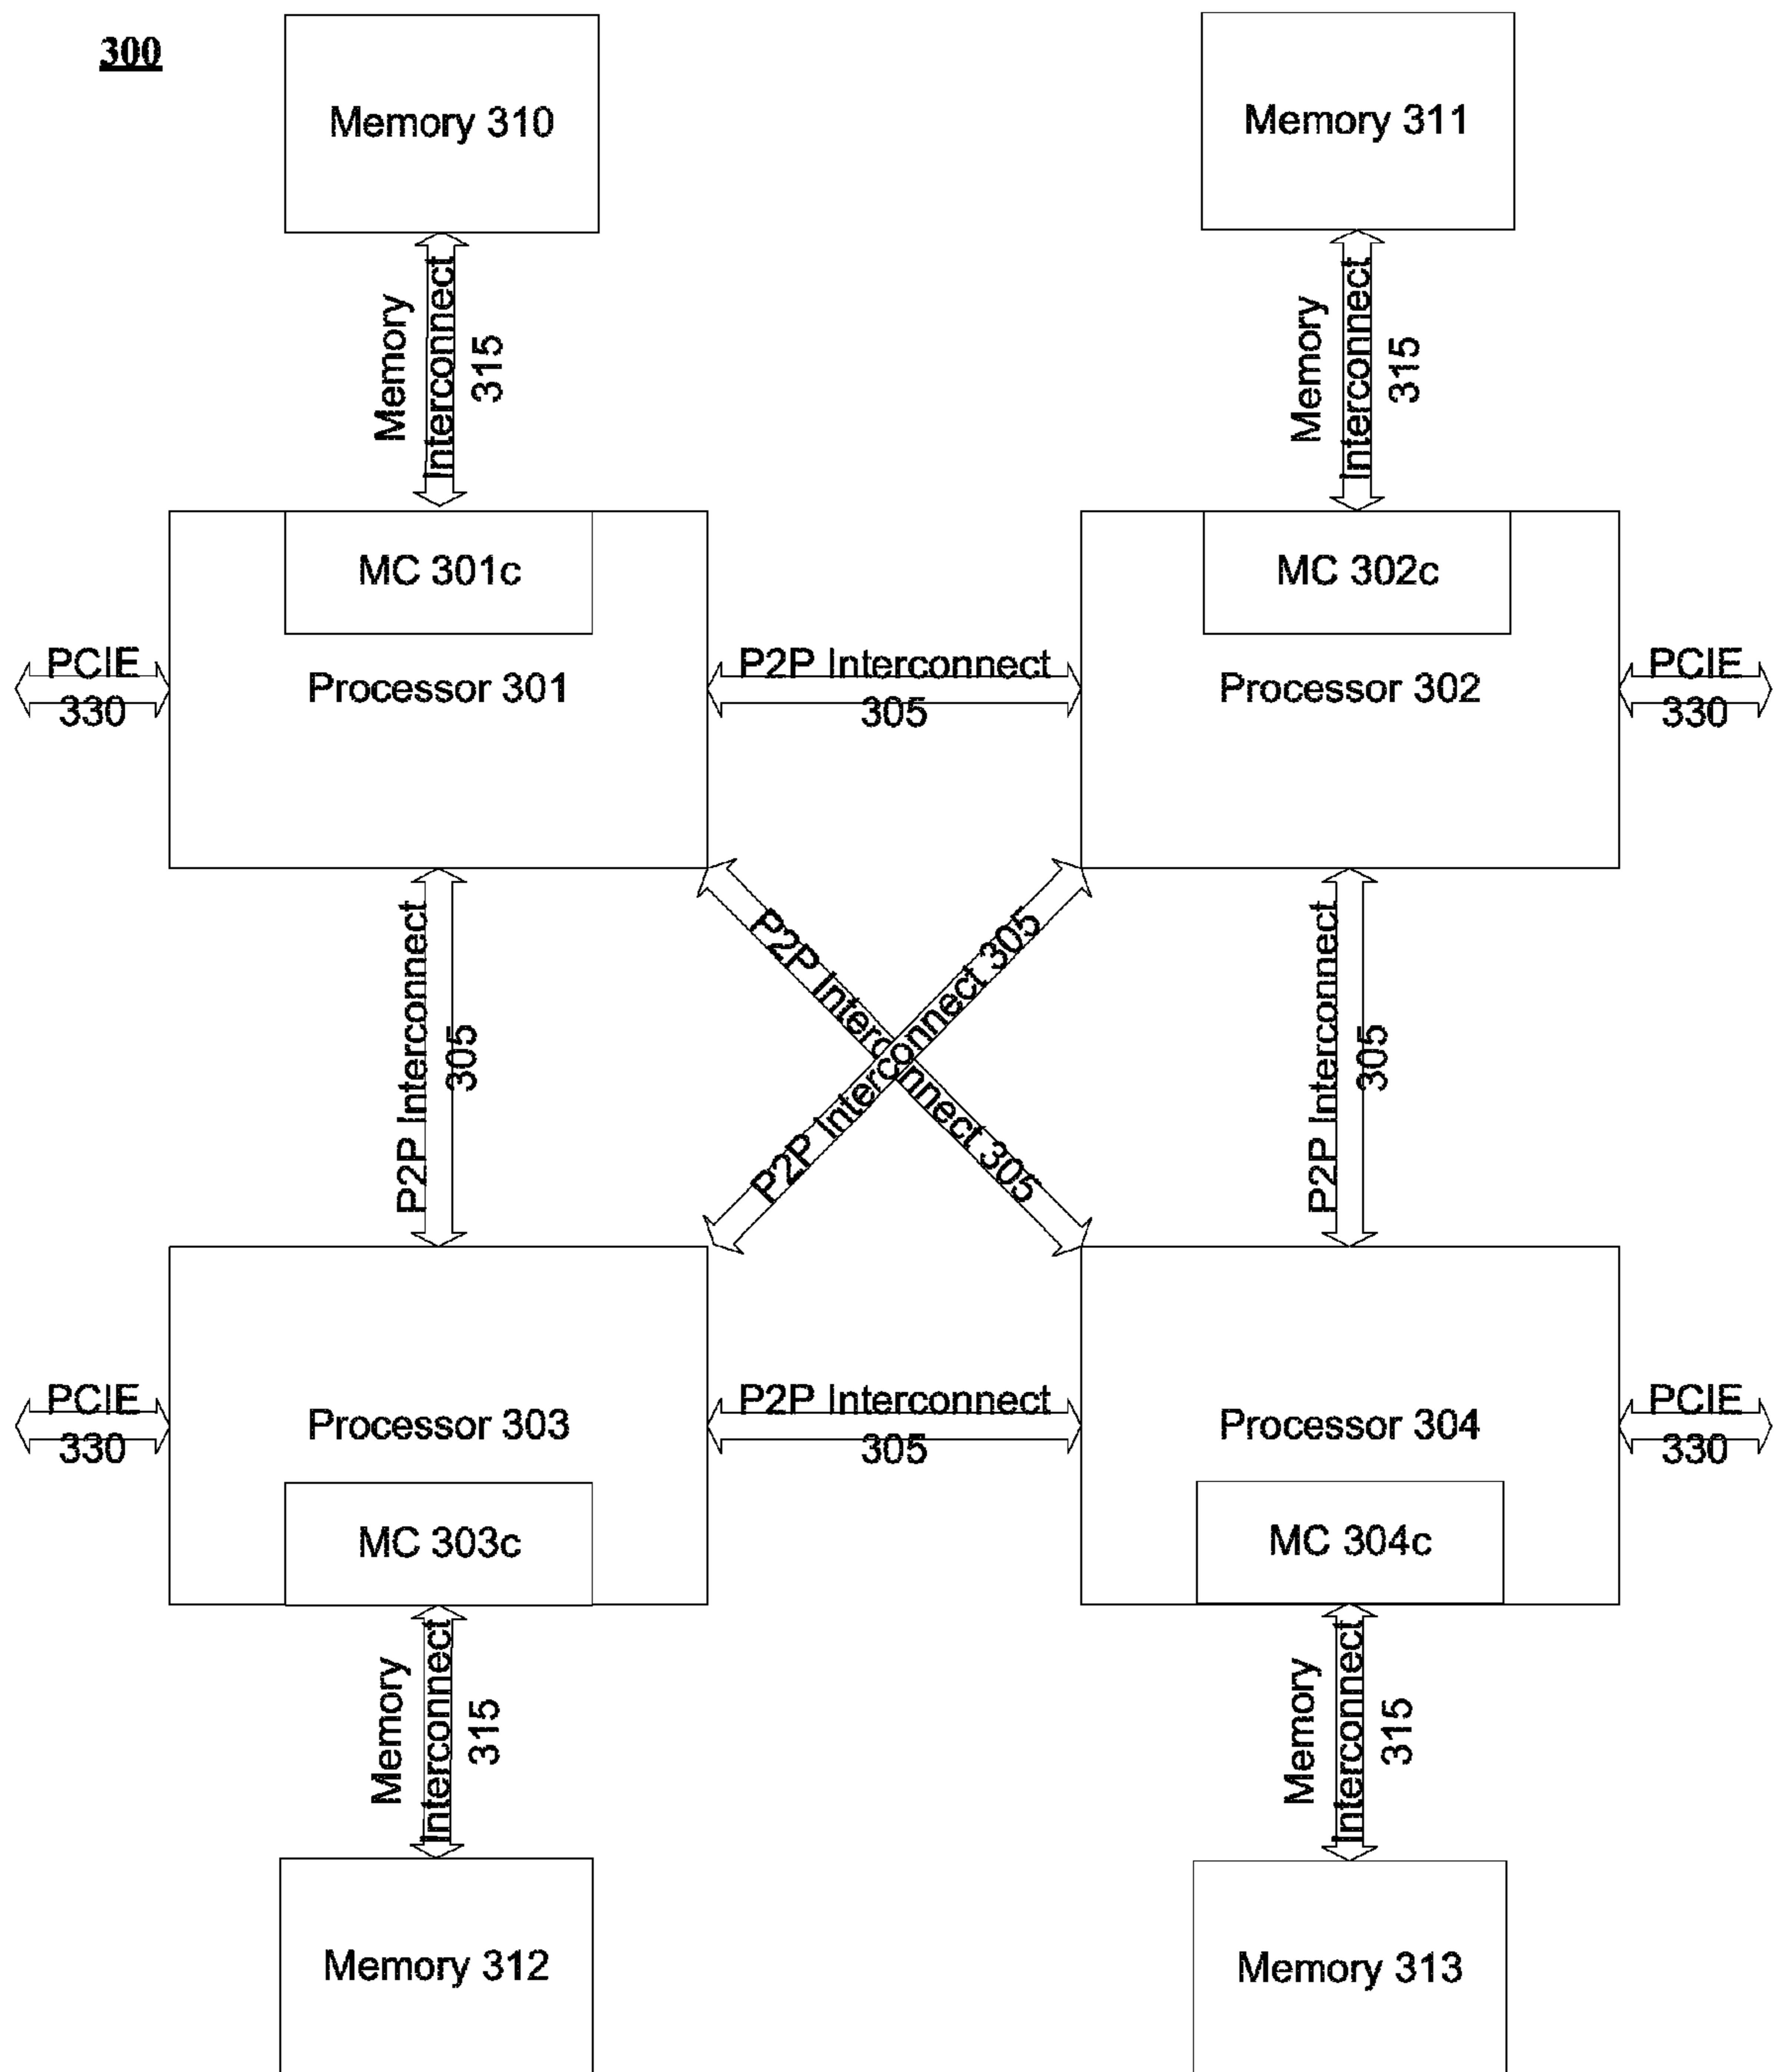 300
Memory 310
Memory 311
Memory
Interconnect
315
Memory
Interconnect
315
MC 301c
MC 302c
PCIE
330
Processor 301
P2P Interconnect
305
Processor 302
PCIE
330
P2P Interconnect
305
P2P Interconnect 305
P2P Interconnect 305
P2P Interconnect
305
PCIE
330
Processor 303
P2P Interconnect
305
Processor 304
PCIE
330
MC 303c
MC 304c
Memory
Interconnect
315
Memory
Interconnect
315
Memory 312
Memory 313